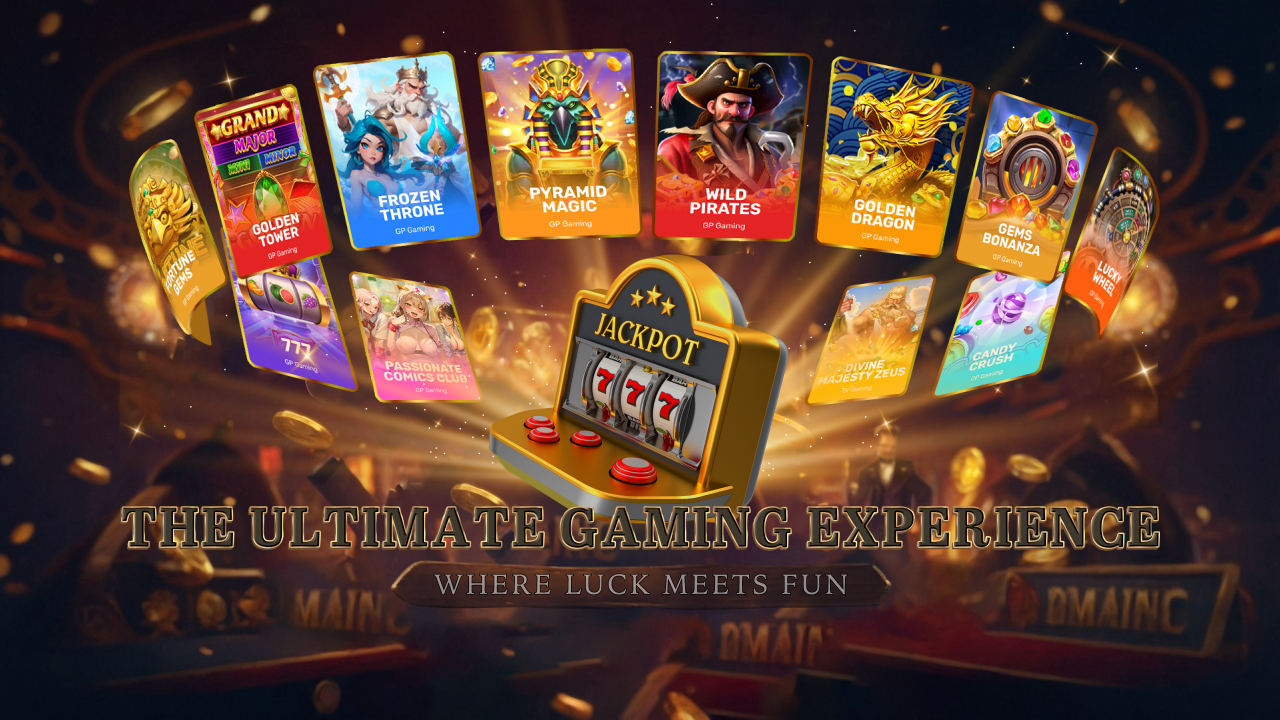 FORTUNE
GEMS
GP Gaming
GRAND
MAJOR
MINI MINOR
GOLDEN
TOWER
GP Gaming
FROZEN
THRONE
GP Gaming
PYRAMID
MAGIC
GP Gaming
WILD
PIRATES
GP Gaming
GOLDEN
DRAGON
GP Gaming
GEMS
BONANZA
GP Gaming
LUCKY
WHEEL
GP Gaming
777
GP Gaming
PASSIONATE
COMICS CLUB
GP Gaming
JACKPOT
7 7 7
DIVINE
MAJESTY ZEUS
GP Gaming
CANDY
CRUSH
GP Gaming
THE ULTIMATE GAMING EXPERIENCE
WHERE LUCK MEETS FUN